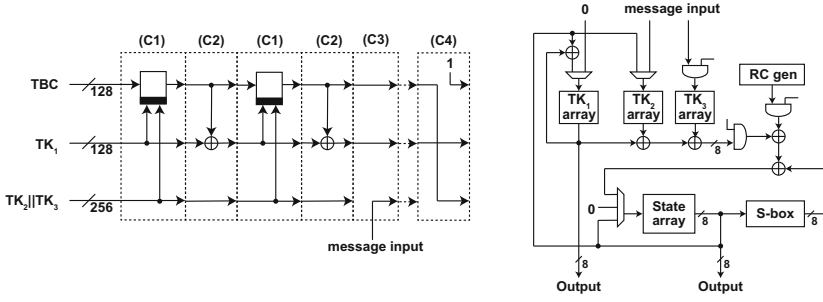 (C1) (C2) (C1) (C2) (C3) (C4)
1
TBC 128
TK1 128
TK2||TK3 256
message input
0 message input
TK1 array
TK2 array
TK3 array
RC gen
8
0
State array
8
S-box
8
8
8
Output
Output